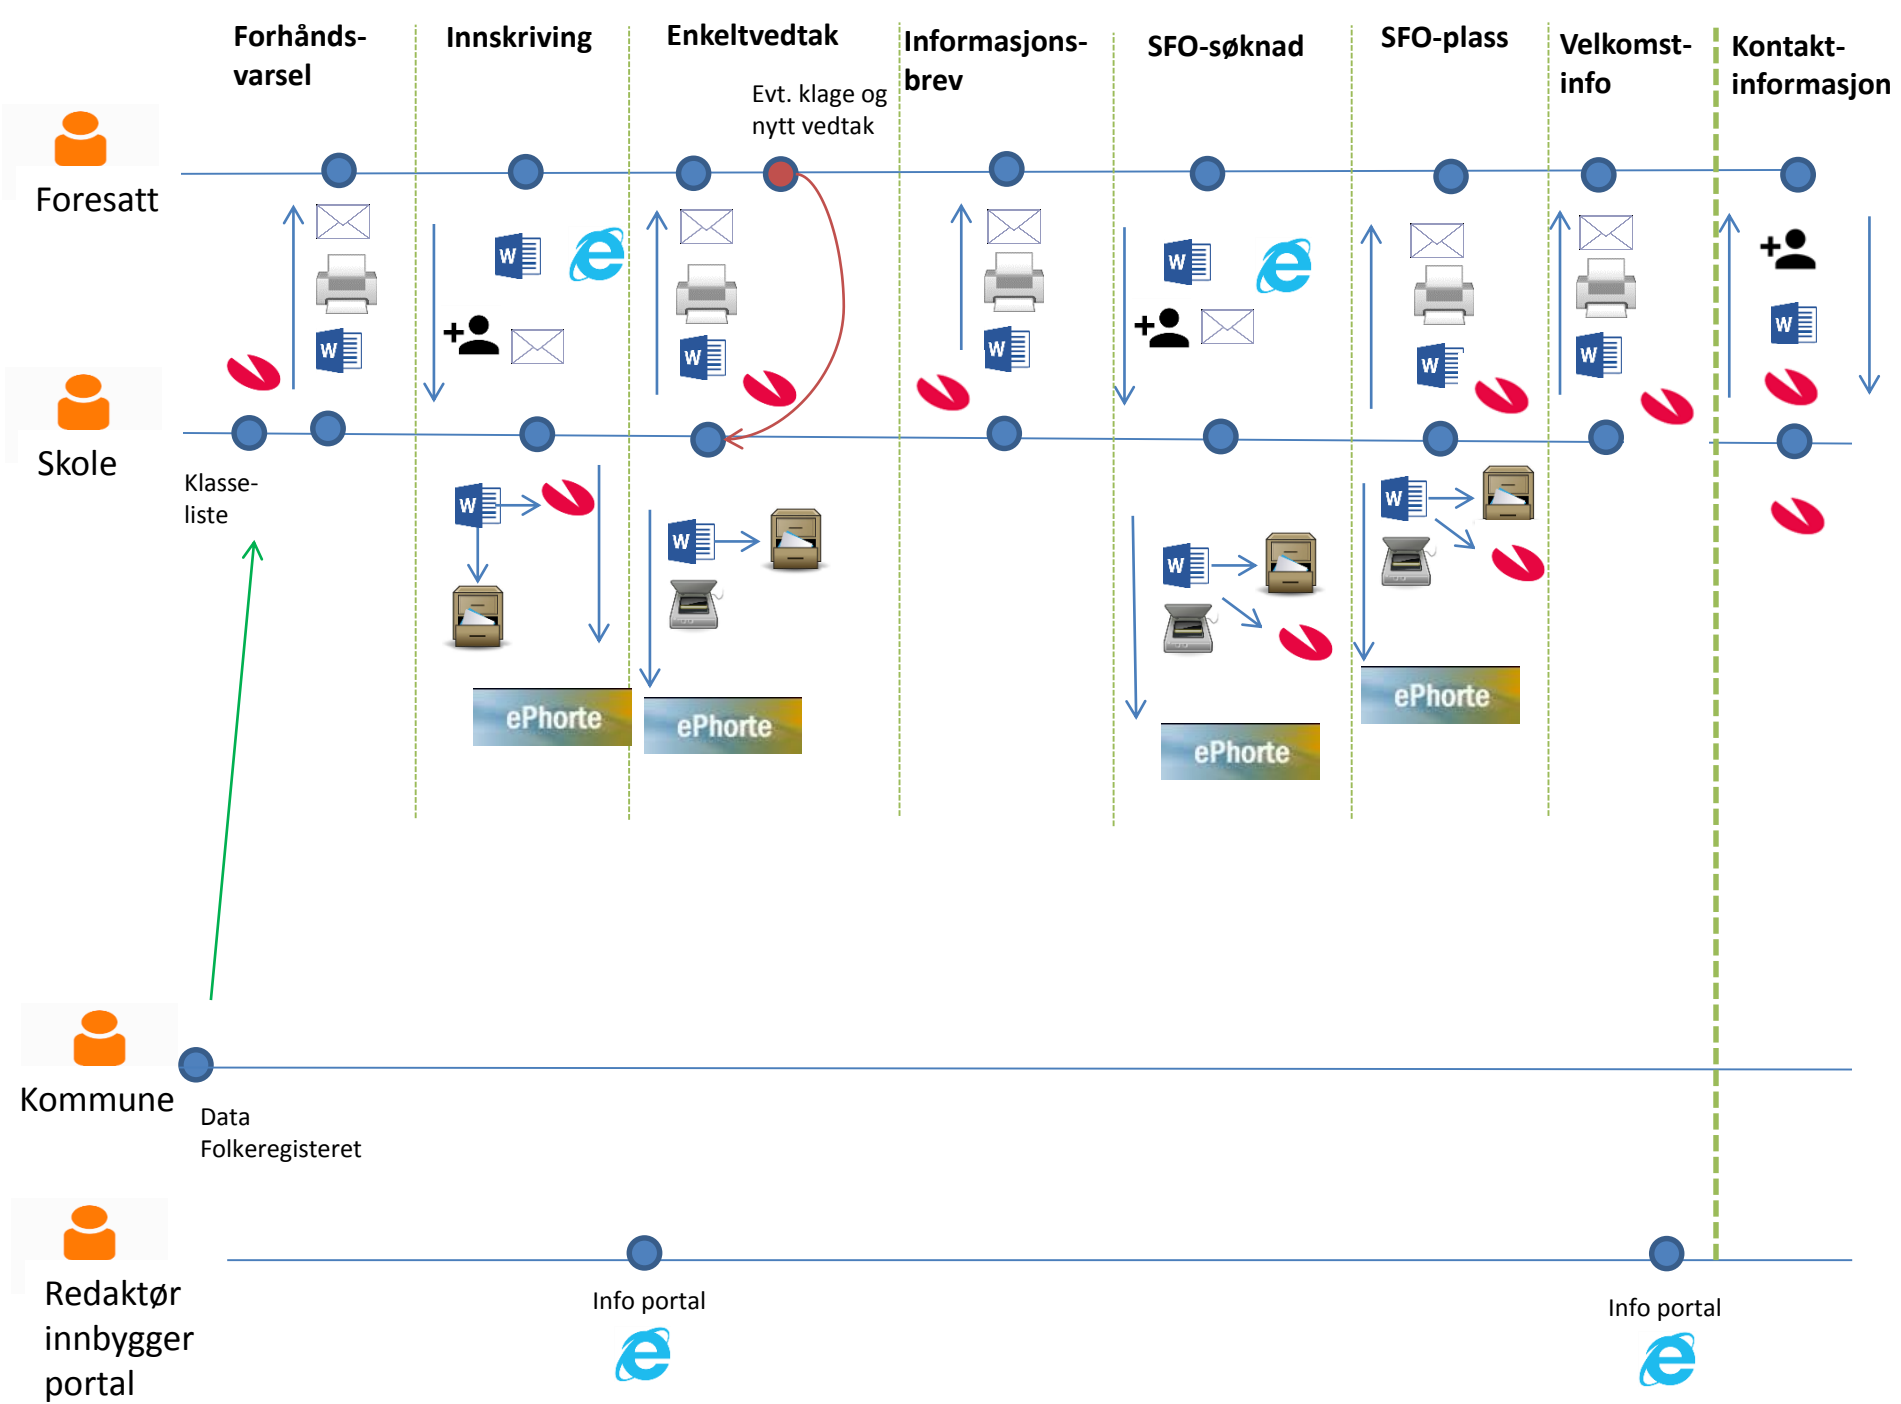 Forhånds-
varsel
Innskriving
Enkeltvedtak
Informasjons-
brev
SFO-søknad
SFO-plass
Velkomst-
info
Kontakt-
informasjon
Evt. klage og
nytt vedtak
Foresatt
W
W
W
W
W
W
W
W
Skole
Klasse-
liste
W
W
W
W
ePhorte
ePhorte
ePhorte
ePhorte
Kommune
Data
Folkeregisteret
Redaktør
innbygger
portal
Info portal
Info portal